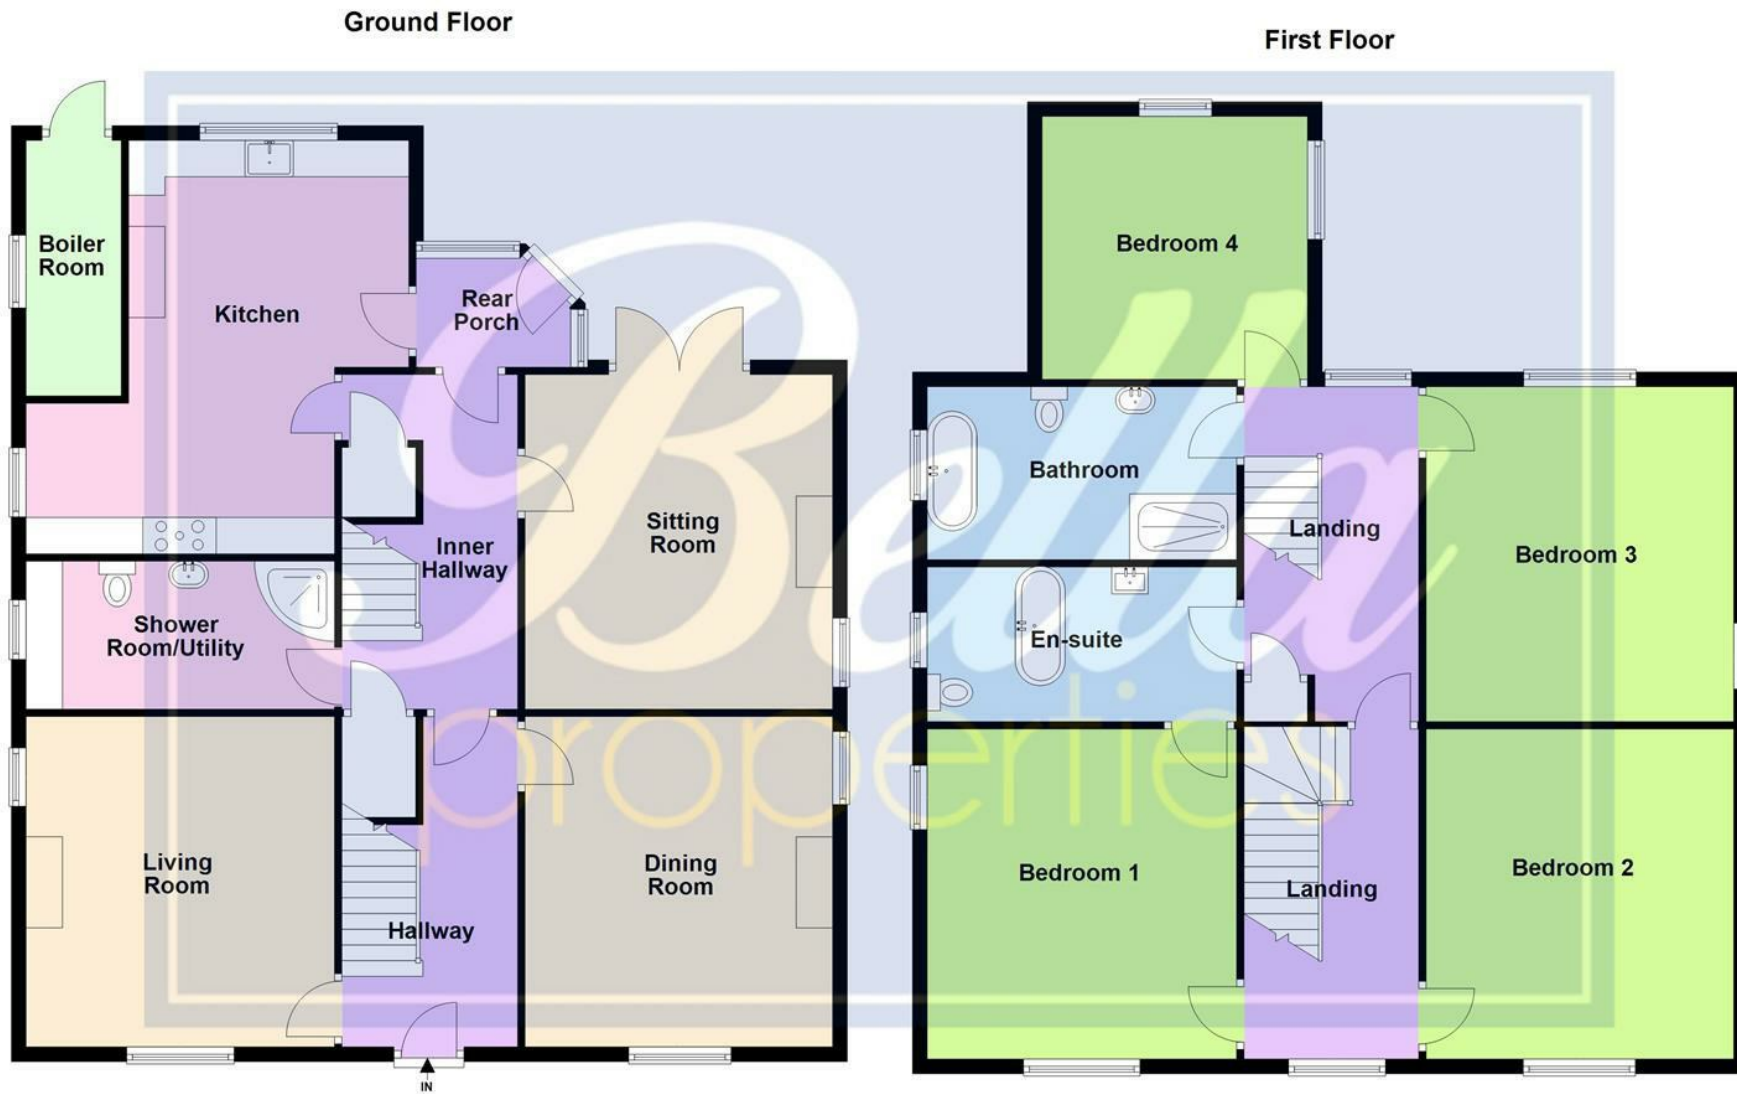 Ground Floor
First Floor
Boiler
Room
Kitchen
Rear
Porch
Sitting
Room
Inner
Hallway
Shower
Room/Utility
Living
Room
Dining
Room
Hallway
IN
Bedroom 4
Bathroom
Landing
Bedroom 3
En-suite
Bedroom 1
Landing
Bedroom 2
Bella
properties